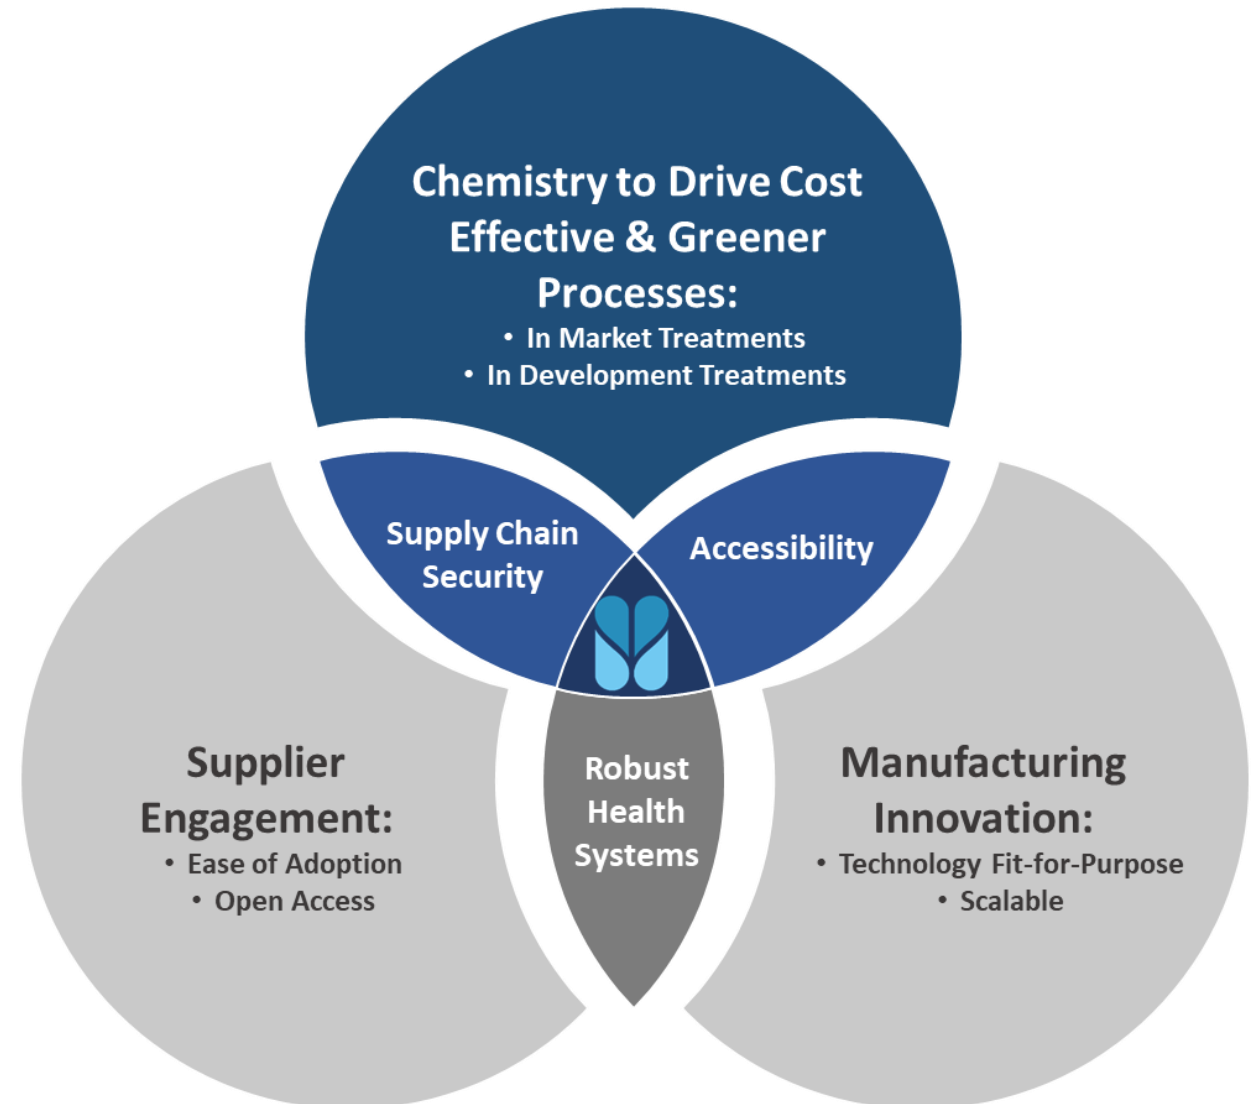 Chemistry to Drive Cost
Effective & Greener
Processes:
• In Market Treatments
• In Development Treatments
Supply Chain
Security
Accessibility
Supplier
Engagement:
• Ease of Adoption
• Open Access
Robust
Health
Systems
Manufacturing
Innovation:
• Technology Fit-for-Purpose
• Scalable